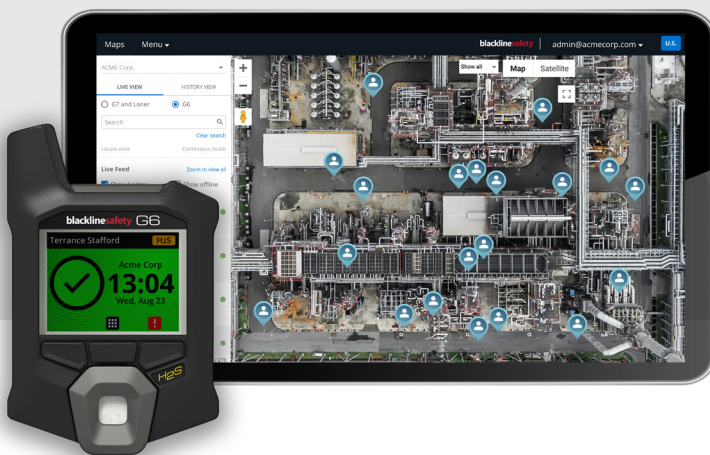 Maps Menu blacklinesafety admin@acmecorp.com U.S.
ACME Corp.
LIVE VIEW HISTORY VIEW
G7 and Loner G6
Search
Clear search
Locate once Continuous locate
Live Feed Zoom to view all
Show offline
Show all Map Satellite
blacklinesafety G6
Terrance Stafford H2S
Acme Corp
13:04
Wed, Aug 23
H2S